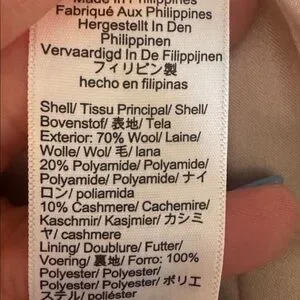 Made In Philippines
Fabriqué Aux Philippines
Hergestellt In Den
Philippinen
Vervaardigd In De Filippijnen
フィリピン製
hecho en filipinas
Shell/ Tissu Principal/ Shell/
Bovenstof/ 表地/ Tela
Exterior: 70% Wool/ Laine/
Wolle/ Wol/ 毛/ lana
20% Polyamide/ Polyamide/
Polyamide/ Polyamide/ ナイ
ロン/ poliamida
10% Cashmere/ Cachemire/
Kaschmir/ Kasjmier/ カシミ
ヤ/ cashmere
Lining/ Doublure/ Futter/
Voering/ 裏地/ Forro: 100%
Polyester/ Polyester/
Polyester/ Polyester/ ポリエ
ステル/ poliéster